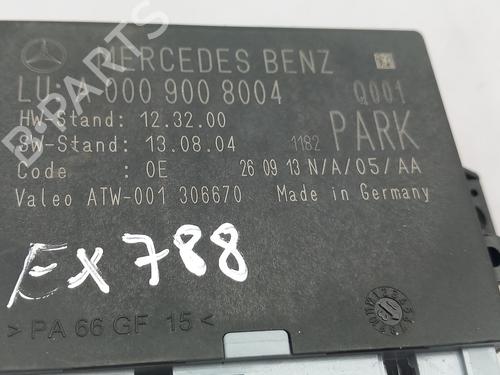 MERCEDES BENZ
LU: A 000 900 8004 Q001
HW-Stand: 12.32.00 PARK
SW-Stand: 13.08.04 1182
Code : 0E 26 09 13 N/A/05/AA
Valeo ATW-001 306670 Made in Germany
EX788
>PA 66 GF 15<
B-PARTS